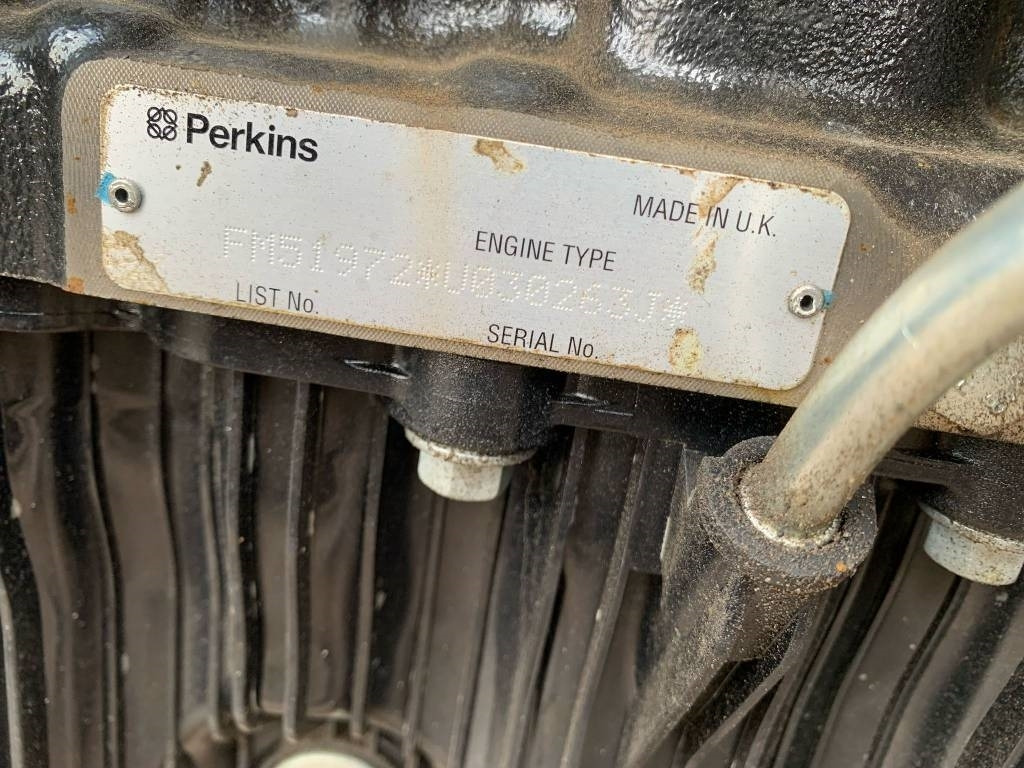 Perkins
MADE IN U.K.
ENGINE TYPE
FM51972*U030263J*
LIST No.
SERIAL No.